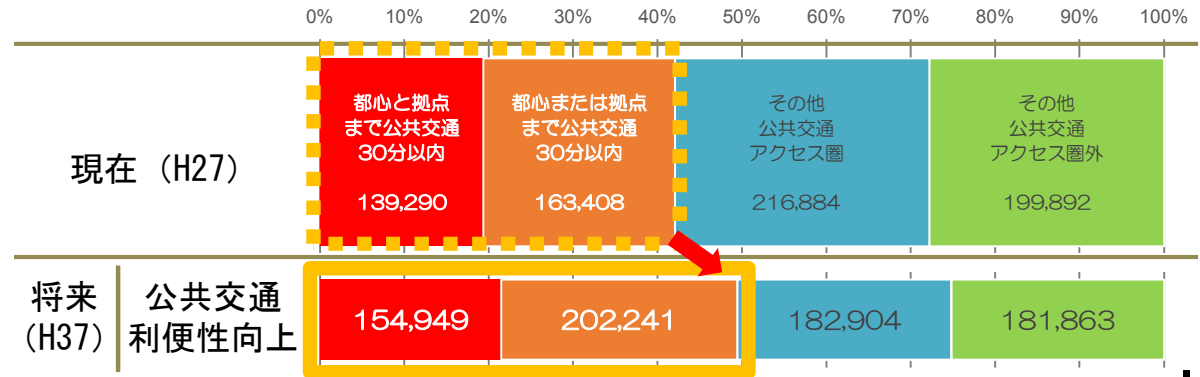 0% 10% 20% 30% 40% 50% 60% 70% 80% 90% 100%
現在（H27）
都心と拠点
まで公共交通
30分以内
139,290
都心または拠点
まで公共交通
30分以内
163,408
その他
公共交通
アクセス圏
216,884
その他
公共交通
アクセス圏外
199,892
将来
(H37)
公共交通
利便性向上
154,949
202,241
182,904
181,863